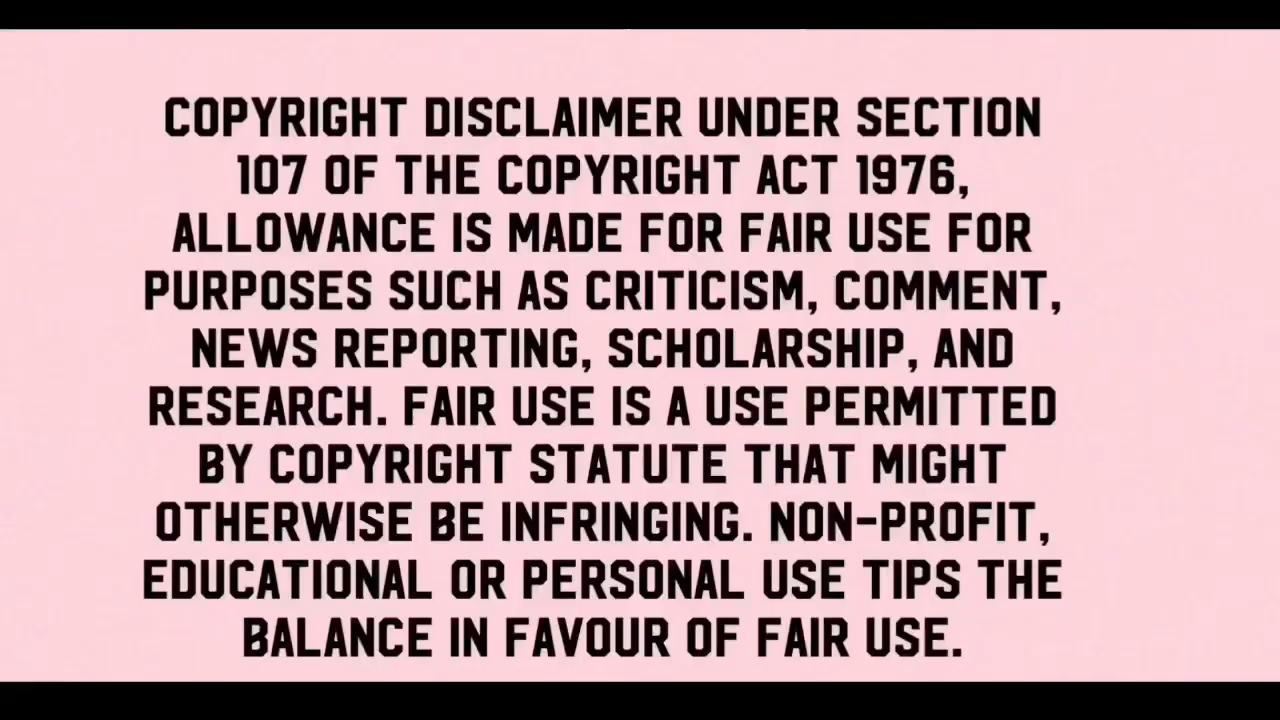 COPYRIGHT DISCLAIMER UNDER SECTION
107 OF THE COPYRIGHT ACT 1976,
ALLOWANCE IS MADE FOR FAIR USE FOR
PURPOSES SUCH AS CRITICISM, COMMENT,
NEWS REPORTING, SCHOLARSHIP, AND
RESEARCH. FAIR USE IS A USE PERMITTED
BY COPYRIGHT STATUTE THAT MIGHT
OTHERWISE BE INFRINGING. NON-PROFIT,
EDUCATIONAL OR PERSONAL USE TIPS THE
BALANCE IN FAVOUR OF FAIR USE.